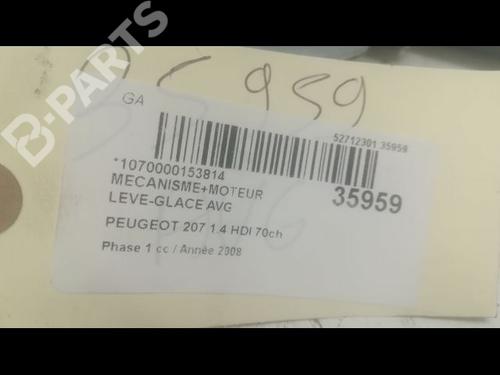 35959
B-PARTS
GA
52712301 35959
*1070000153814
MECANISME+MOTEUR
LEVE-GLACE AVG
35959
PEUGEOT 207 1.4 HDI 70ch
Phase 1 cc / Année 2008